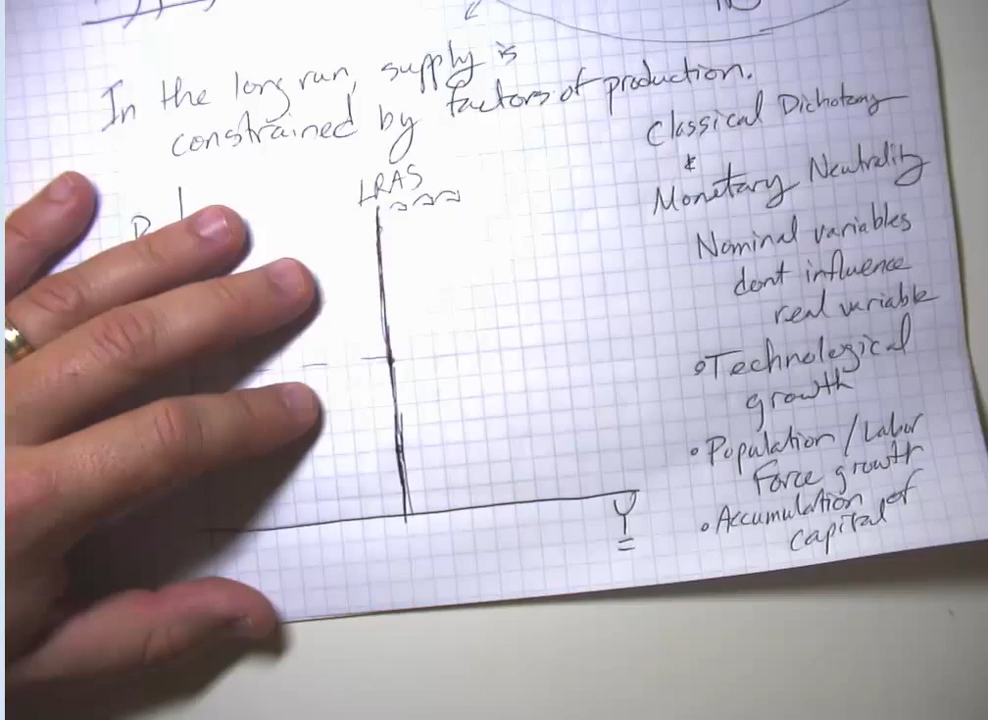 In the long run, supply is
constrained by factors of production.
Classical Dichotomy
&
Monetary Neutrality
LRAS
P
Nominal variables
dont influence
real variable
• Technological
growth
• Population / Labor
Force growth
• Accumulation of
capital
Y